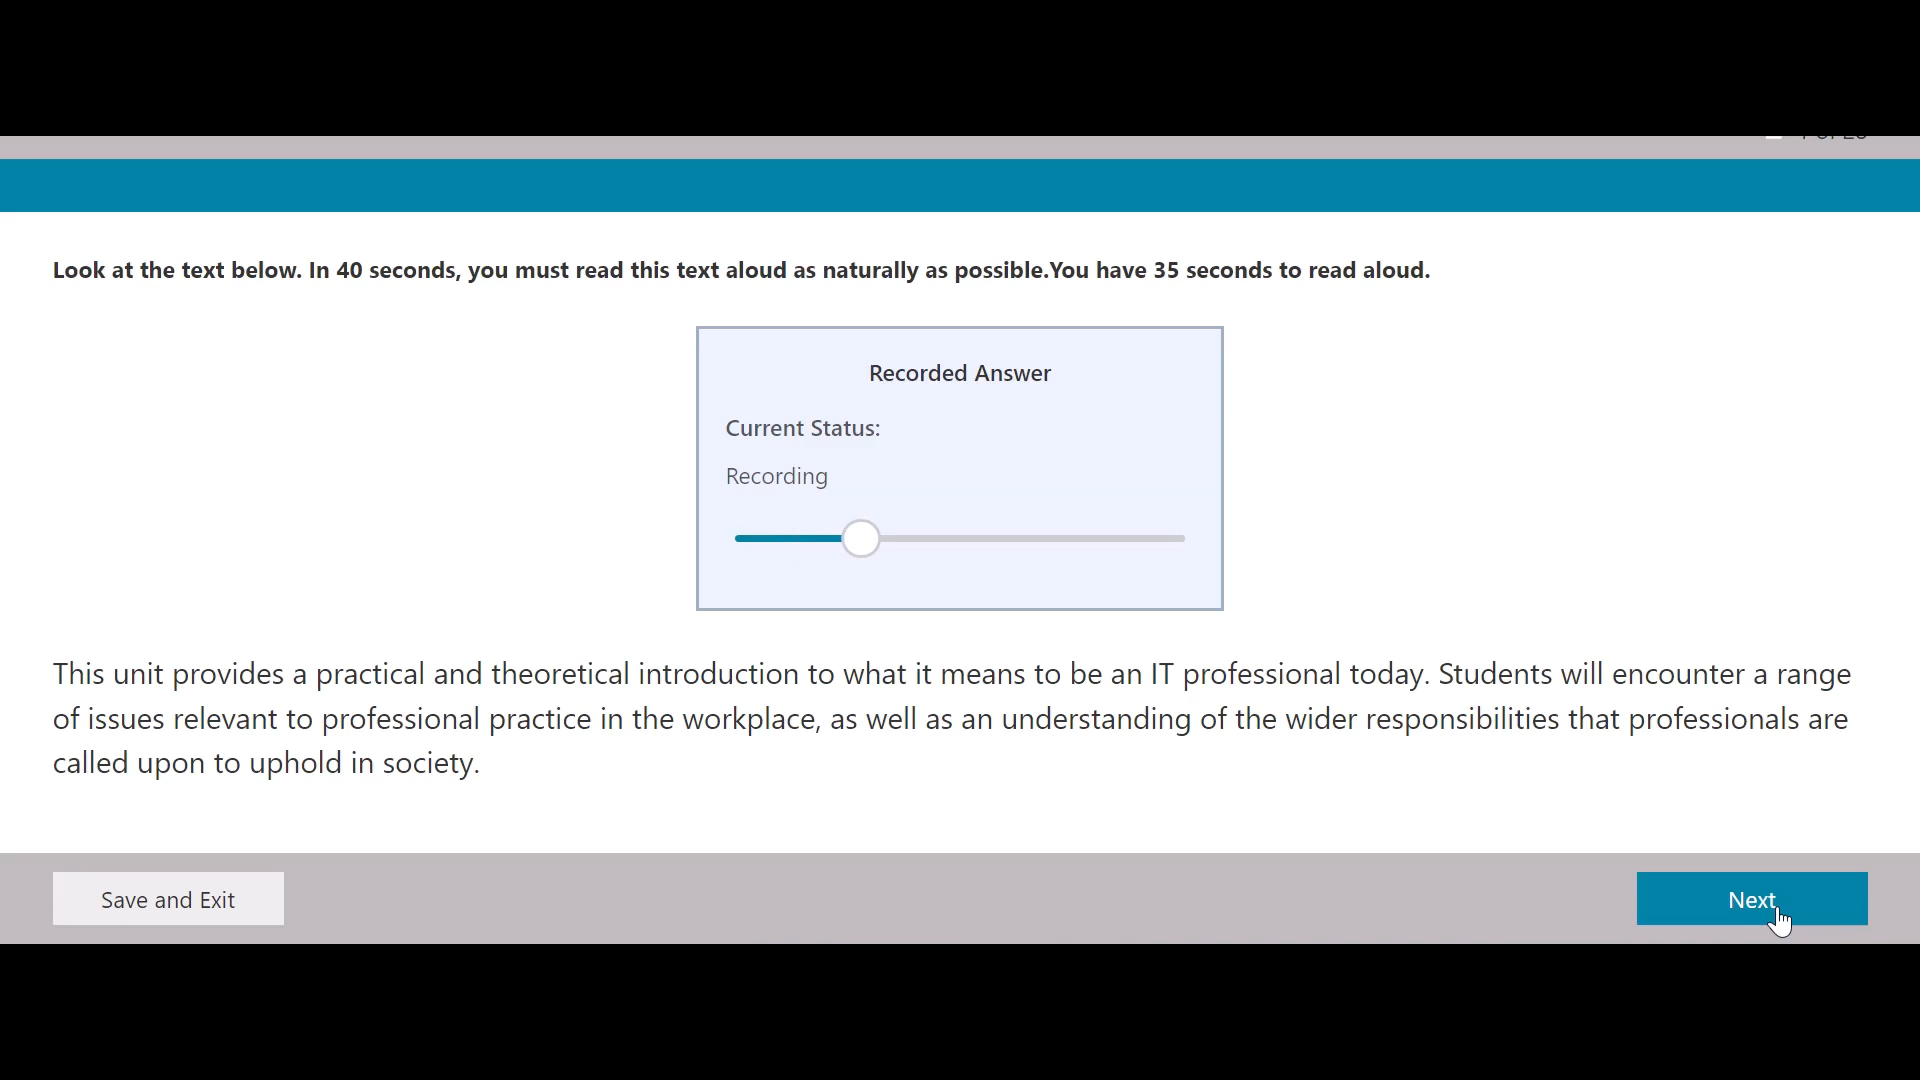 Look at the text below. In 40 seconds, you must read this text aloud as naturally as possible.You have 35 seconds to read aloud.
Recorded Answer
Current Status:
Recording
This unit provides a practical and theoretical introduction to what it means to be an IT professional today. Students will encounter a range
of issues relevant to professional practice in the workplace, as well as an understanding of the wider responsibilities that professionals are
called upon to uphold in society.
Save and Exit
Next